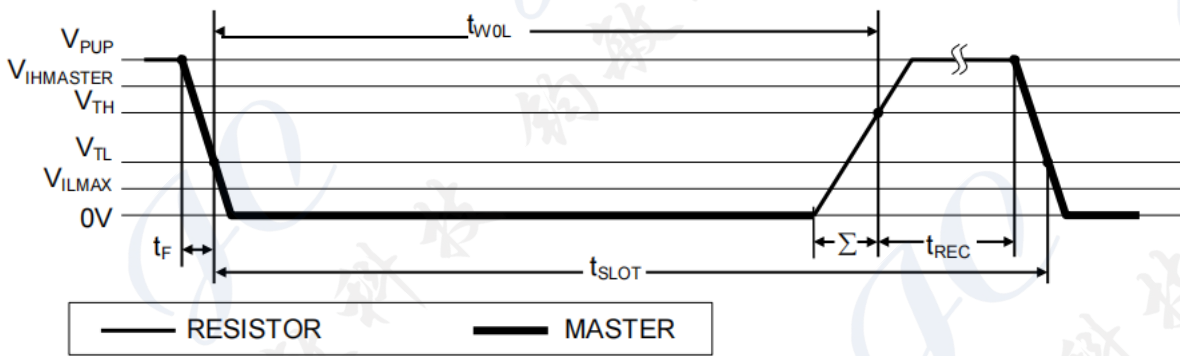 t_W0L
V_PUP
V_IHMASTER
V_TH
V_TL
V_ILMAX
0V
t_F
Σ
t_REC
t_SLOT
RESISTOR
MASTER